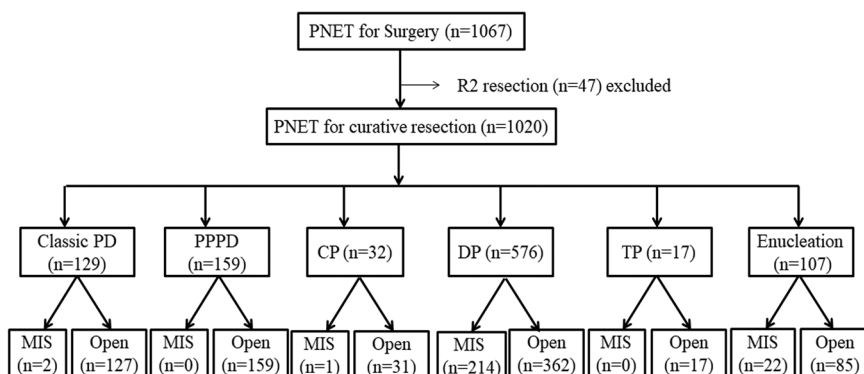 PNET for Surgery (n=1067)
R2 resection (n=47) excluded
PNET for curative resection (n=1020)
Classic PD
(n=129)
PPPD
(n=159)
CP (n=32)
DP (n=576)
TP (n=17)
Enucleation
(n=107)
MIS
(n=2)
Open
(n=127)
MIS
(n=0)
Open
(n=159)
MIS
(n=1)
Open
(n=31)
MIS
(n=214)
Open
(n=362)
MIS
(n=0)
Open
(n=17)
MIS
(n=22)
Open
(n=85)